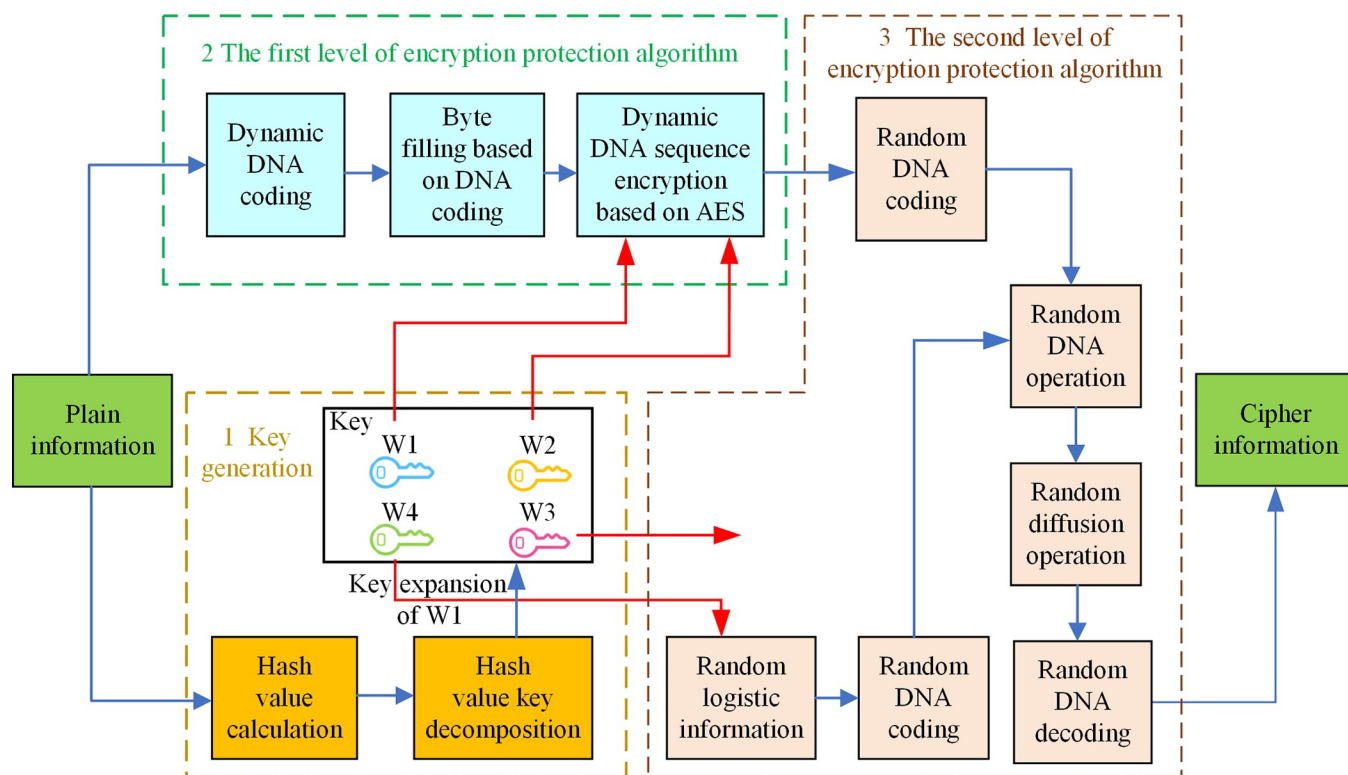 2 The first level of encryption protection algorithm
3 The second level of
encryption protection algorithm
Dynamic
DNA
coding
Byte
filling based
on DNA
coding
Dynamic
DNA sequence
encryption
based on AES
Random
DNA
coding
Random
DNA
operation
Plain
information
1 Key
generation
Key
W1
W2
W4
W3
Key expansion
of W1
Cipher
information
Random
diffusion
operation
Hash
value
calculation
Hash
value key
decomposition
Random
logistic
information
Random
DNA
coding
Random
DNA
decoding